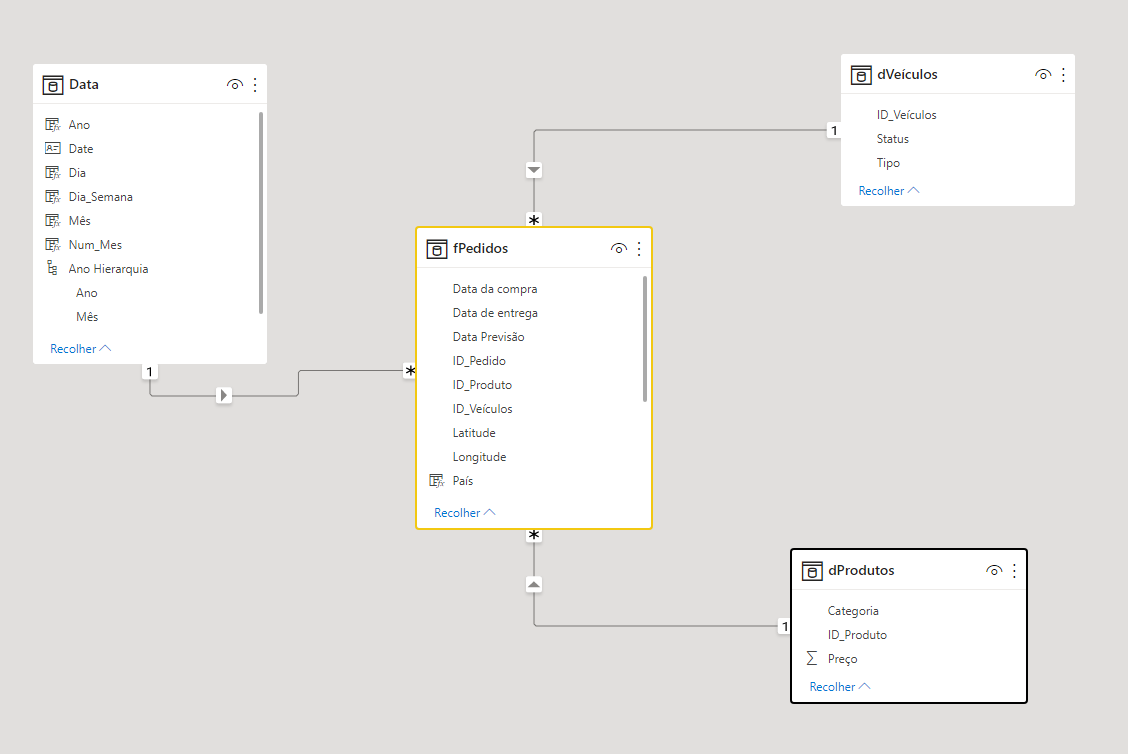 Data
Ano
Date
Dia
Dia_Semana
Mês
Num_Mes
Ano Hierarquia
Ano
Mês
Recolher
1
*
dVeículos
ID_Veículos
Status
Tipo
Recolher
1
*
fPedidos
Data da compra
Data de entrega
Data Previsão
ID_Pedido
ID_Produto
ID_Veículos
Latitude
Longitude
País
Recolher
*
1
dProdutos
Categoria
ID_Produto
∑ Preço
Recolher